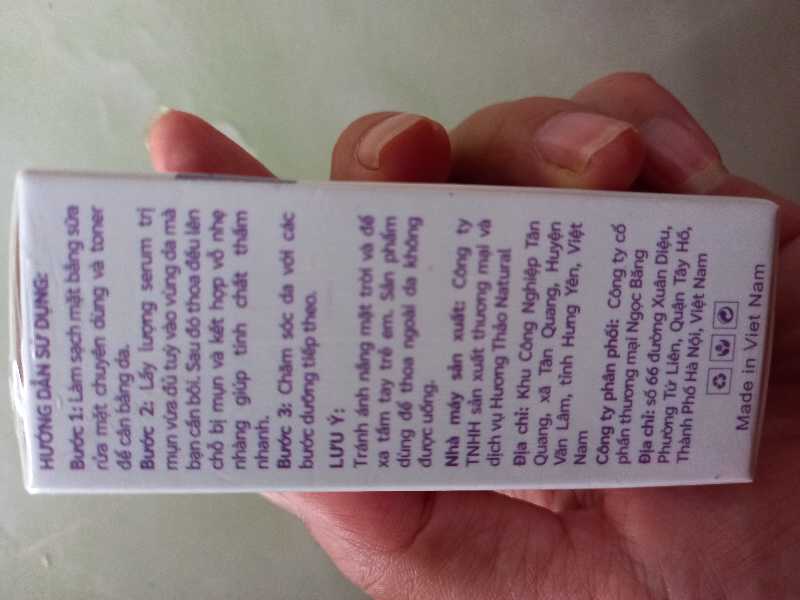 HƯỚNG DẪN SỬ DỤNG:
Bước 1: Làm sạch mặt bằng sữa
rửa mặt chuyên dùng và toner
để cân bằng da.
Bước 2: Lấy lượng serum trị
mụn vừa đủ tuỳ vào vùng da mà
bạn cần bôi. Sau đó thoa đều lên
chỗ bị mụn và kết hợp vỗ nhẹ
nhàng giúp tinh chất thẩm
nhanh.
Bước 3: Chăm sóc da với các
bước dưỡng tiếp theo.
LƯU Ý:
Tránh ánh nắng mặt trời và để
xa tầm tay trẻ em. Sản phẩm
dùng để thoa ngoài da không
được uống.
Nhà máy sản xuất: Công ty
TNHH sản xuất thương mại và
dịch vụ Hương Thảo Natural
Địa chỉ: Khu Công Nghiệp Tân
Quang, xã Tân Quang, Huyện
Văn Lâm, tỉnh Hưng Yên, Việt
Nam
Công ty phân phối: Công ty cổ
phần thương mại Ngọc Băng
Địa chỉ: số 66 đường Xuân Diệu,
Phường Tứ Liên, Quận Tây Hồ,
Thành Phố Hà Nội, Việt Nam
Made in Viet Nam